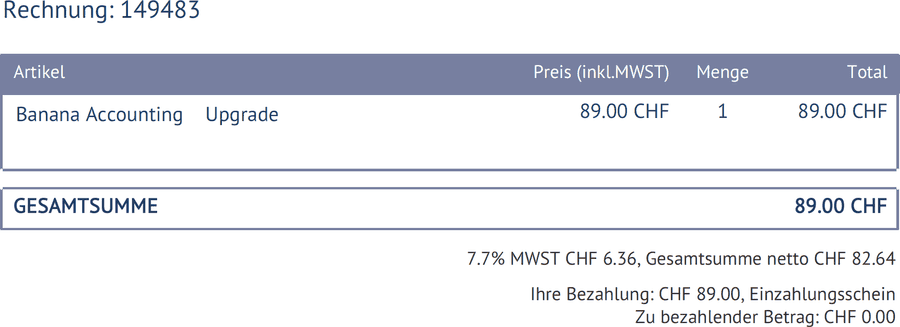 Rechnung: 149483
Artikel Preis (inkl.MWST) Menge Total
Banana Accounting Upgrade 89.00 CHF 1 89.00 CHF
GESAMTSUMME 89.00 CHF
7.7% MWST CHF 6.36, Gesamtsumme netto CHF 82.64
Ihre Bezahlung: CHF 89.00, Einzahlungsschein
Zu bezahlender Betrag: CHF 0.00